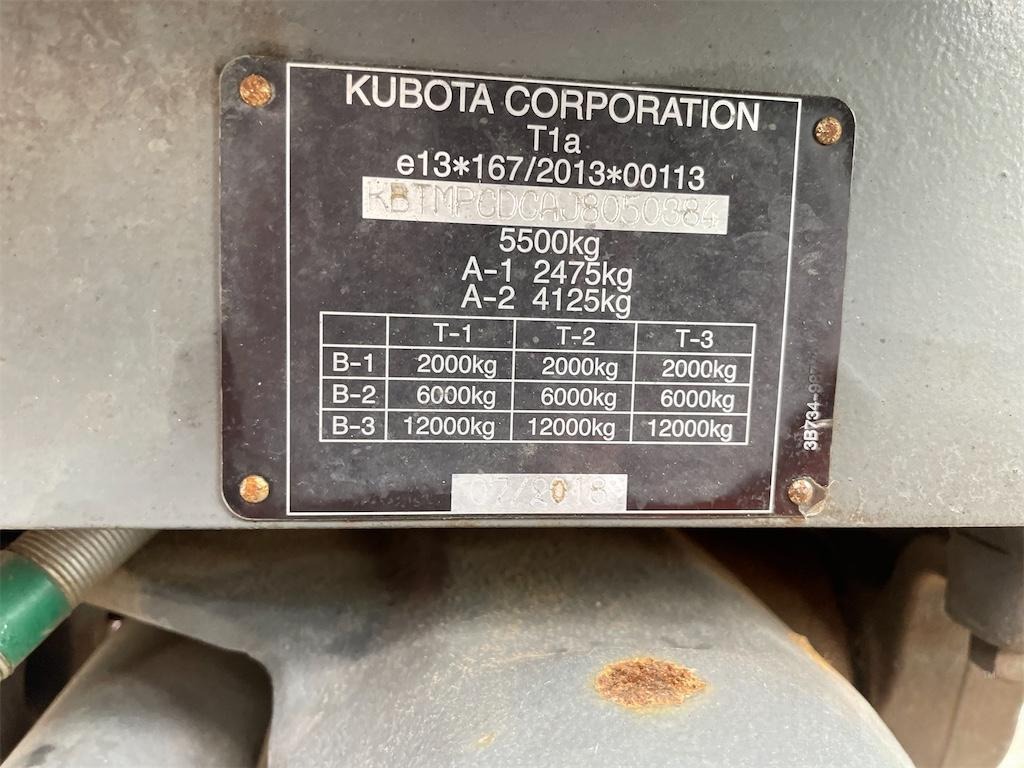 KUBOTA CORPORATION
T1a
e13*167/2013*00113
KBTMPCDCAJ8050384
5500kg
A-1 2475kg
A-2 4125kg
T-1 T-2 T-3
B-1 2000kg 2000kg 2000kg
B-2 6000kg 6000kg 6000kg
B-3 12000kg 12000kg 12000kg
07/2018